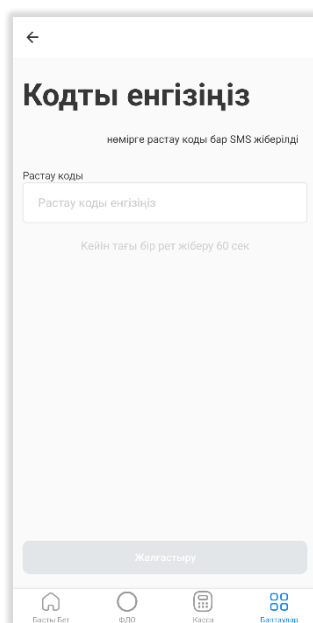 Кодты енгізіңіз
нөмірге растау коды бар SMS жіберілді
Растау коды
Растау коды енгізіңіз
Кейін тағы бір рет жіберу 60 сек
Жалғастыру
Басты Бет
ФЛО
Касса
Баптаулар